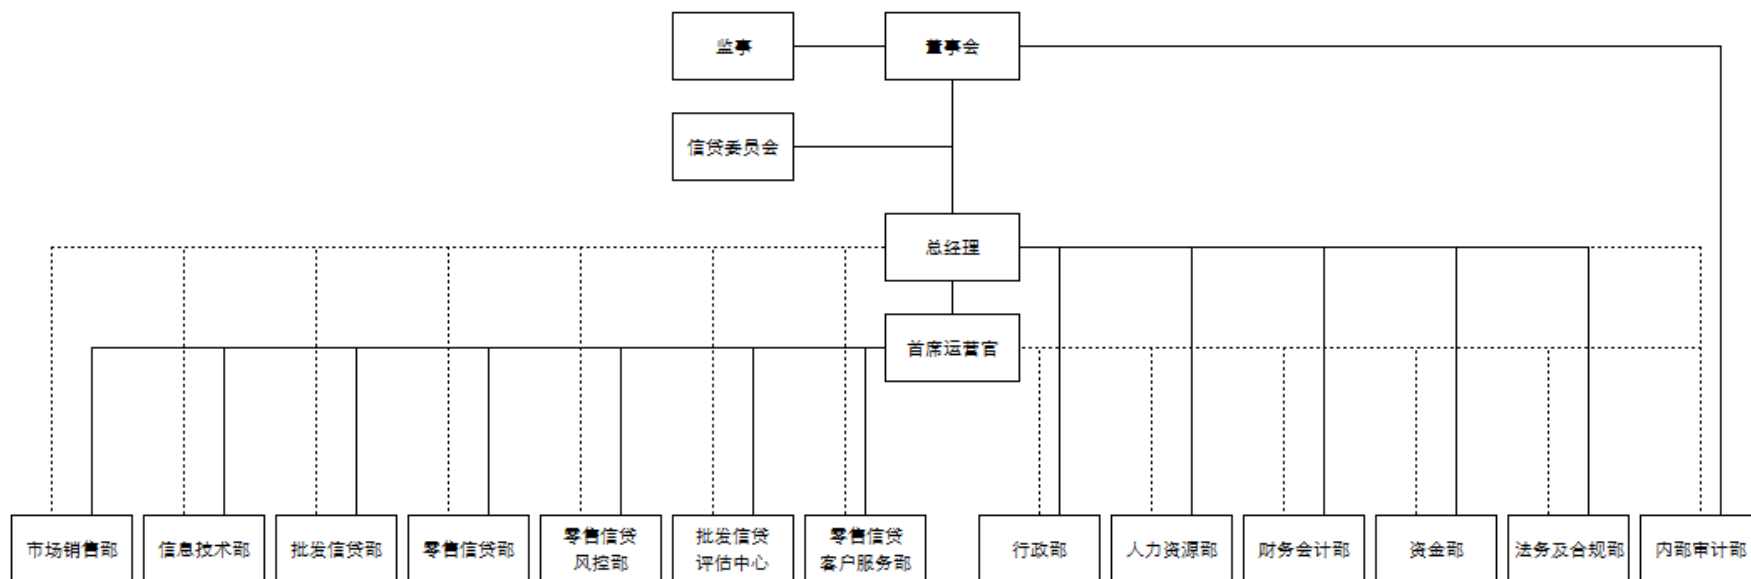 监事
董事会
信贷委员会
总经理
首席运营官
市场销售部
信息技术部
批发信贷部
零售信贷部
零售信贷
风控部
批发信贷
评估中心
零售信贷
客户服务部
行政部
人力资源部
财务会计部
资金部
法务及合规部
内部审计部